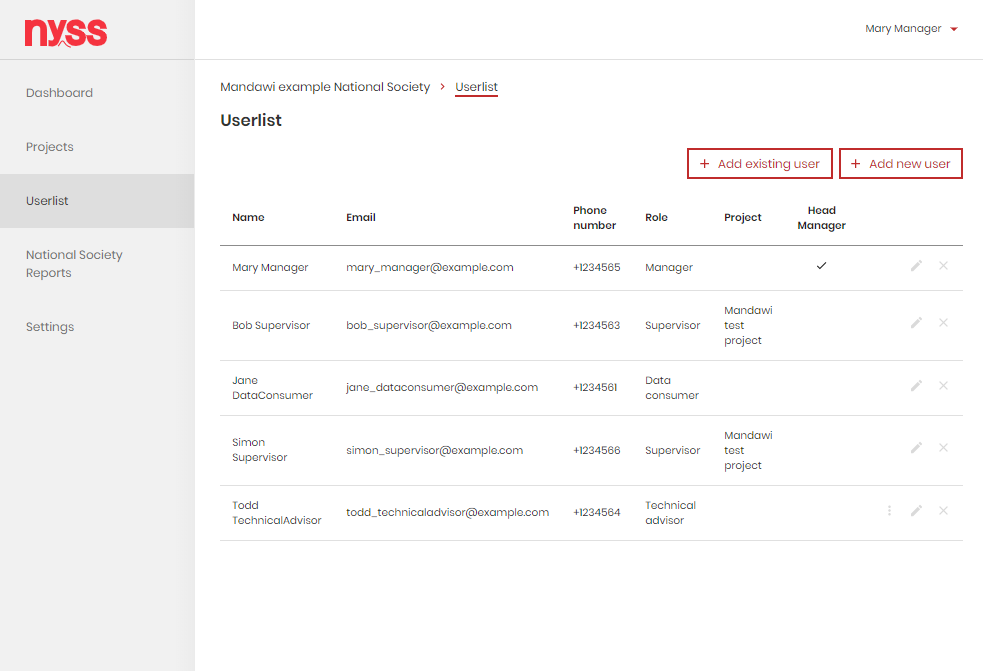 nyss
Mary Manager
Dashboard
Projects
Userlist
National Society
Reports
Settings
Mandawi example National Society > Userlist
Userlist
+ Add existing user + Add new user
Name Email Phone number Role Project Head Manager
Mary Manager mary_manager@example.com +1234565 Manager ✓
Bob Supervisor bob_supervisor@example.com +1234563 Supervisor Mandawi test project
Jane DataConsumer jane_dataconsumer@example.com +1234561 Data consumer
Simon Supervisor simon_supervisor@example.com +1234566 Supervisor Mandawi test project
Todd TechnicalAdvisor todd_technicaladvisor@example.com +1234564 Technical advisor